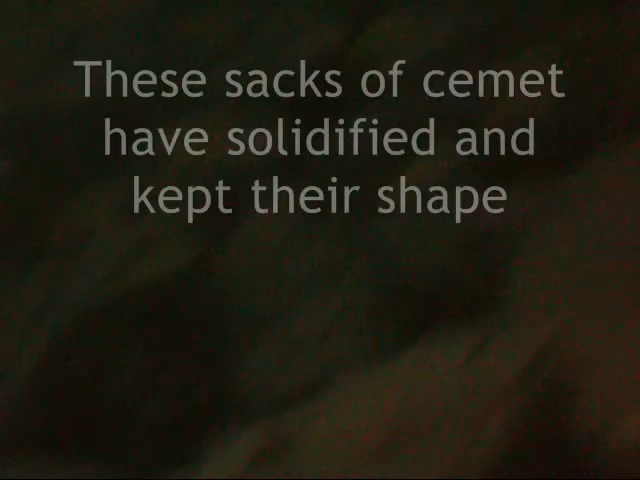 These sacks of cemet
have solidified and
kept their shape